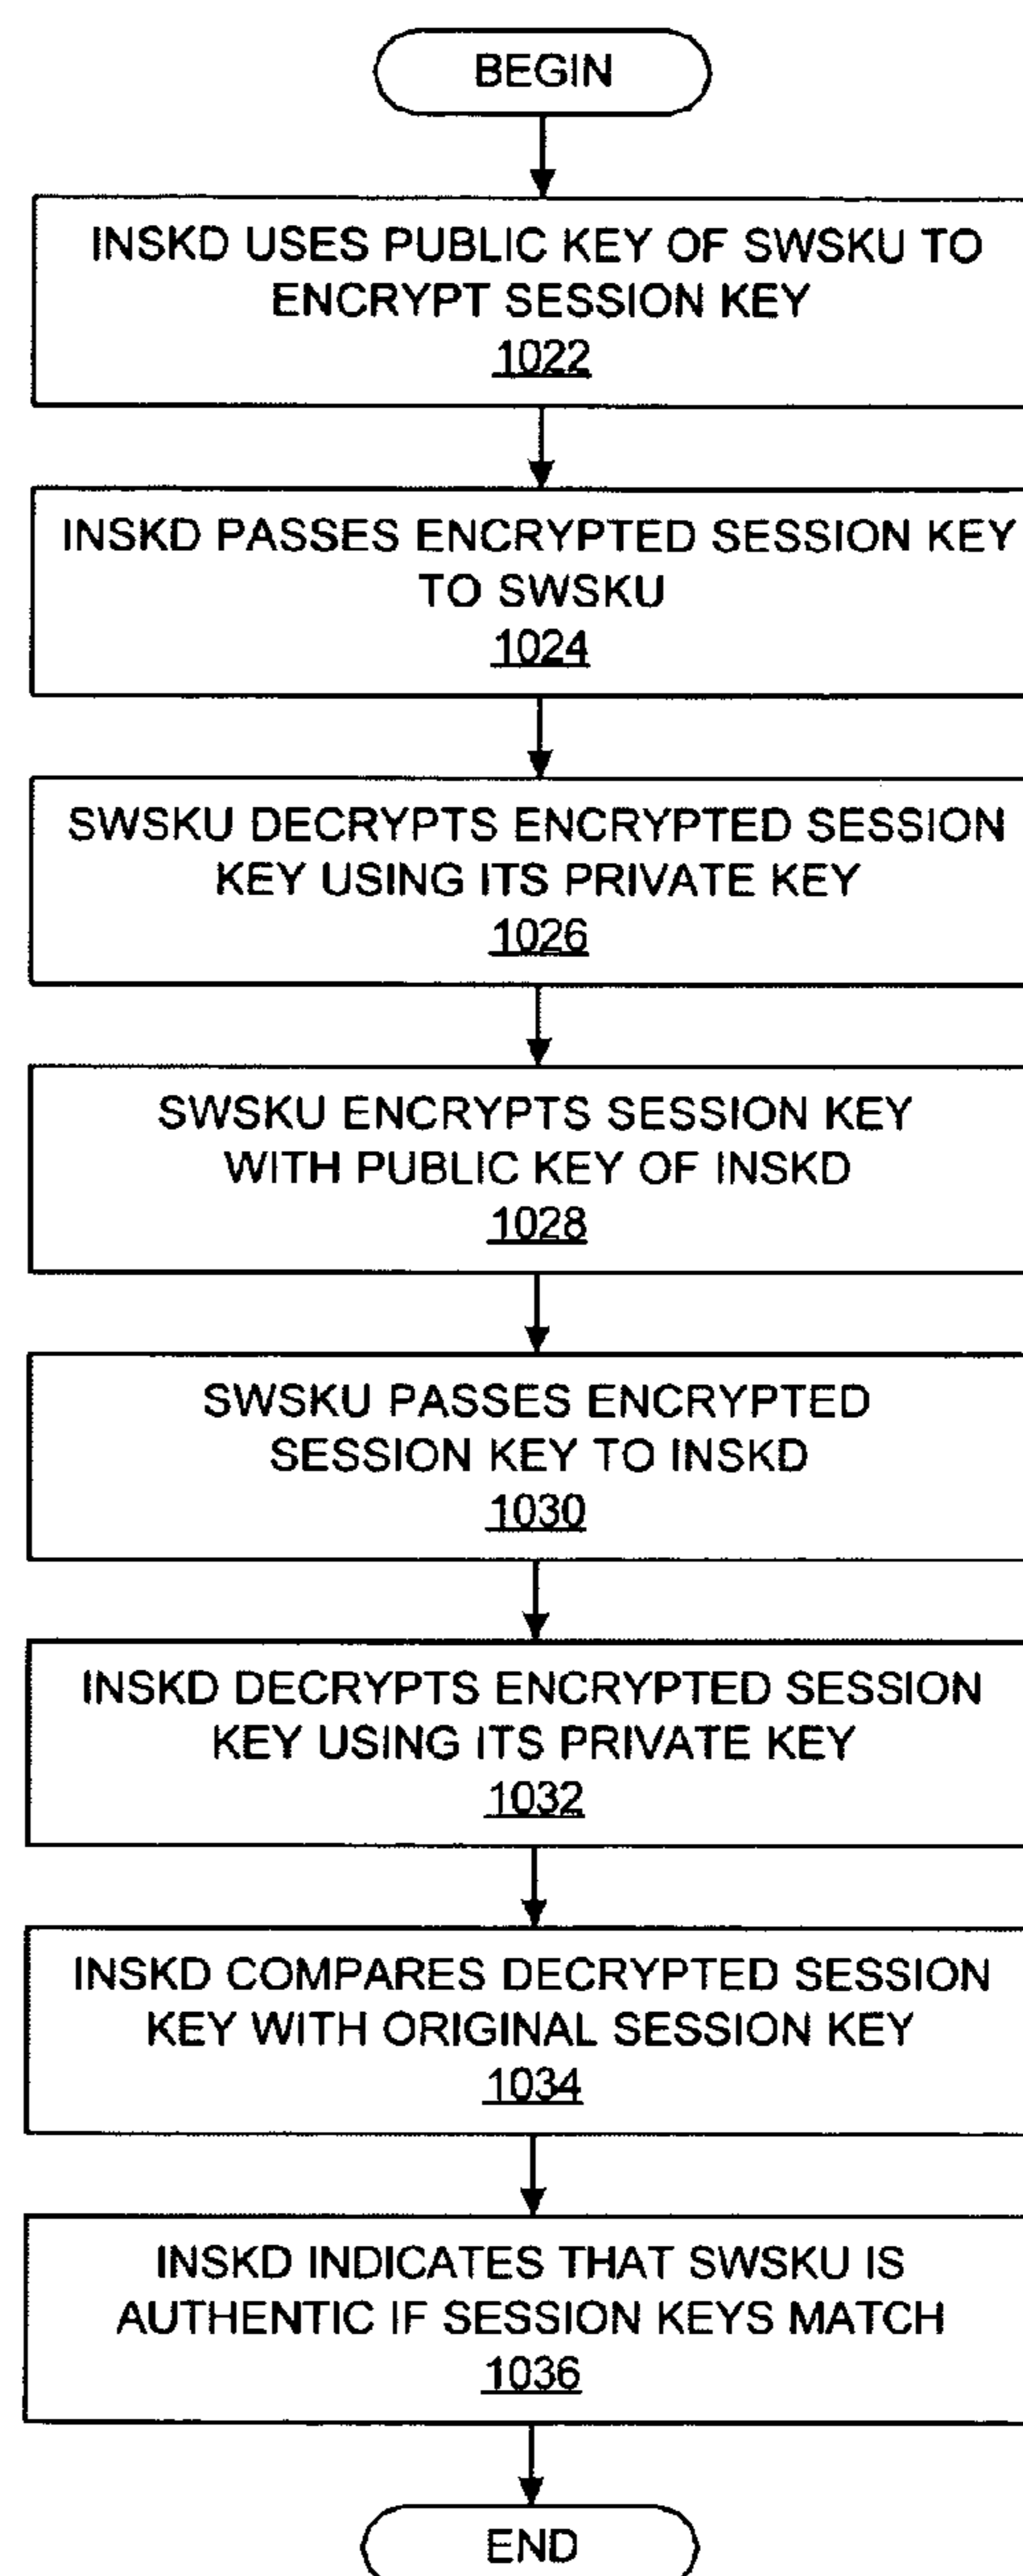 BEGIN
INSKD USES PUBLIC KEY OF SWSKU TO
ENCRYPT SESSION KEY
1022
INSKD PASSES ENCRYPTED SESSION KEY
TO SWSKU
1024
SWSKU DECRYPTS ENCRYPTED SESSION
KEY USING ITS PRIVATE KEY
1026
SWSKU ENCRYPTS SESSION KEY
WITH PUBLIC KEY OF INSKD
1028
SWSKU PASSES ENCRYPTED
SESSION KEY TO INSKD
1030
INSKD DECRYPTS ENCRYPTED SESSION
KEY USING ITS PRIVATE KEY
1032
INSKD COMPARES DECRYPTED SESSION
KEY WITH ORIGINAL SESSION KEY
1034
INSKD INDICATES THAT SWSKU IS
AUTHENTIC IF SESSION KEYS MATCH
1036
END